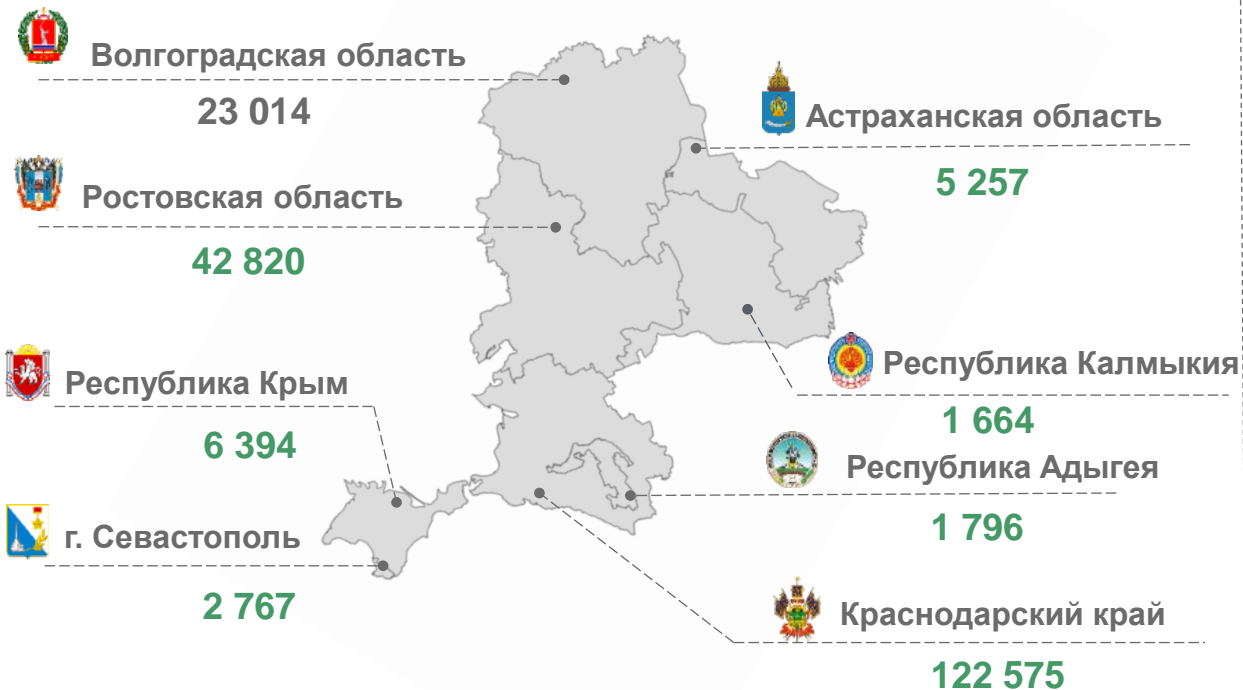 Волгоградская область
23 014
Ростовская область
42 820
Республика Крым
6 394
г. Севастополь
2 767
Астраханская область
5 257
Республика Калмыкия
1 664
Республика Адыгея
1 796
Краснодарский край
122 575